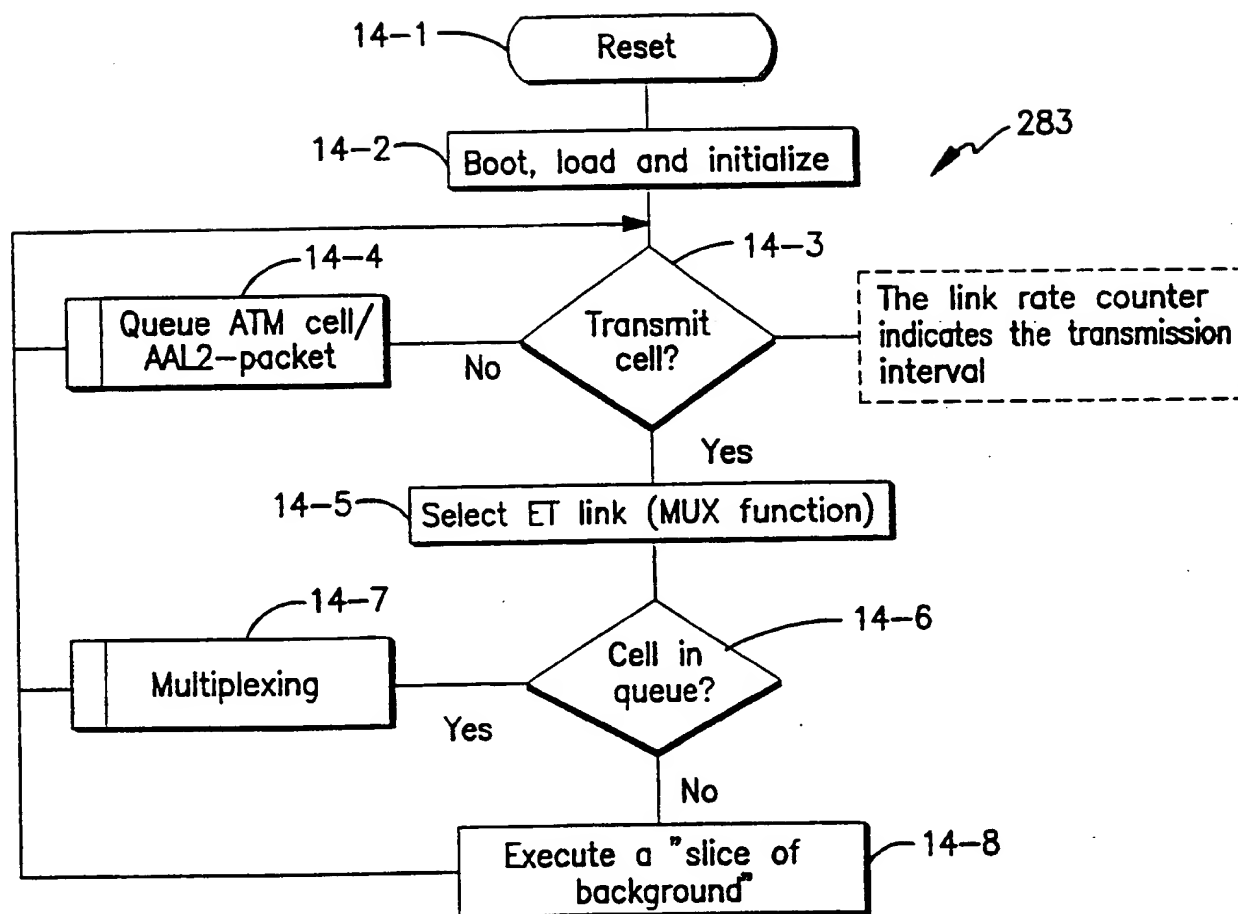 14-1
Reset
283
14-2
Boot, load and initialize
14-3
14-4
Queue ATM cell/
AAL2-packet
No
Transmit
cell?
The link rate counter
indicates the transmission
interval
Yes
14-5
Select ET link (MUX function)
14-7
14-6
Multiplexing
Yes
Cell in
queue?
No
Execute a "slice of
background"
14-8